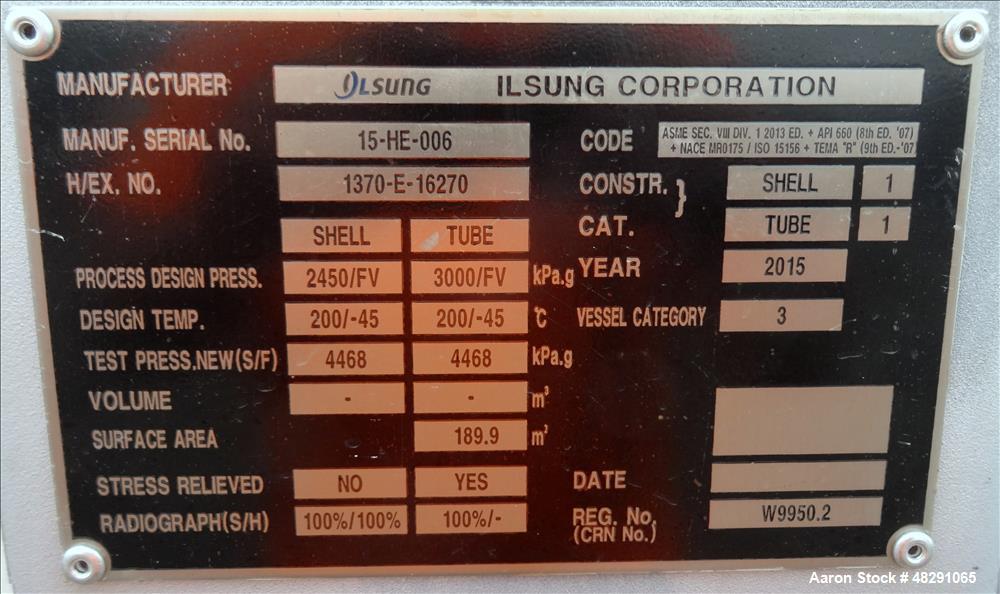 MANUFACTURER ILSUNG ILSUNG CORPORATION
MANUF. SERIAL No. 15-HE-006
CODE ASME SEC. VIII DIV. 1 2013 ED. + API 660 (8th ED. '07)
+ NACE MR0175 / ISO 15156 + TEMA "R" (9th ED.-'07
H/EX. NO. 1370-E-16270
CONSTR. } SHELL 1
CAT. TUBE 1
SHELL TUBE
YEAR 2015
PROCESS DESIGN PRESS. 2450/FV 3000/FV kPa.g
DESIGN TEMP. 200/-45 200/-45 ℃
VESSEL CATEGORY 3
TEST PRESS.NEW(S/F) 4468 4468 kPa.g
VOLUME - - m³
SURFACE AREA 189.9 m²
STRESS RELIEVED NO YES
DATE
RADIOGRAPH(S/H) 100%/100% 100%/-
REG. No. W9950.2
(CRN No.)
Aaron Stock # 48291065